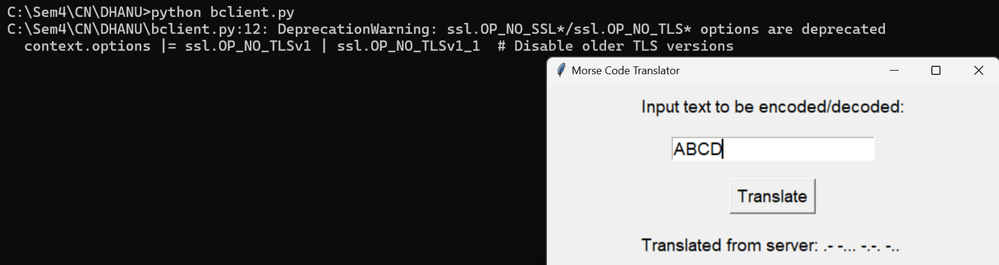 C:\Sem4\CN\DHANU>python bclient.py
C:\Sem4\CN\DHANU\bclient.py:12: DeprecationWarning: ssl.OP_NO_SSL*/ssl.OP_NO_TLS* options are deprecated
  context.options |= ssl.OP_NO_TLSv1 | ssl.OP_NO_TLSv1_1  # Disable older TLS versions
Morse Code Translator
Input text to be encoded/decoded:
ABCD
Translate
Translated from server: .- -... -.-. -..